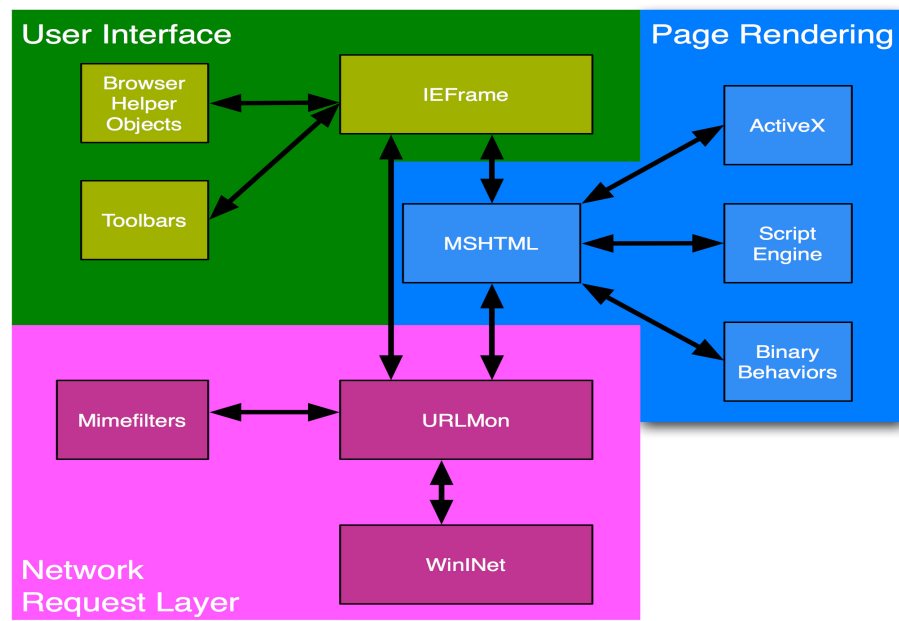 User Interface
Page Rendering
Browser
Helper
Objects
IEFrame
ActiveX
Toolbars
MSHTML
Script
Engine
Binary
Behaviors
Mimefilters
URLMon
WinINet
Network
Request Layer